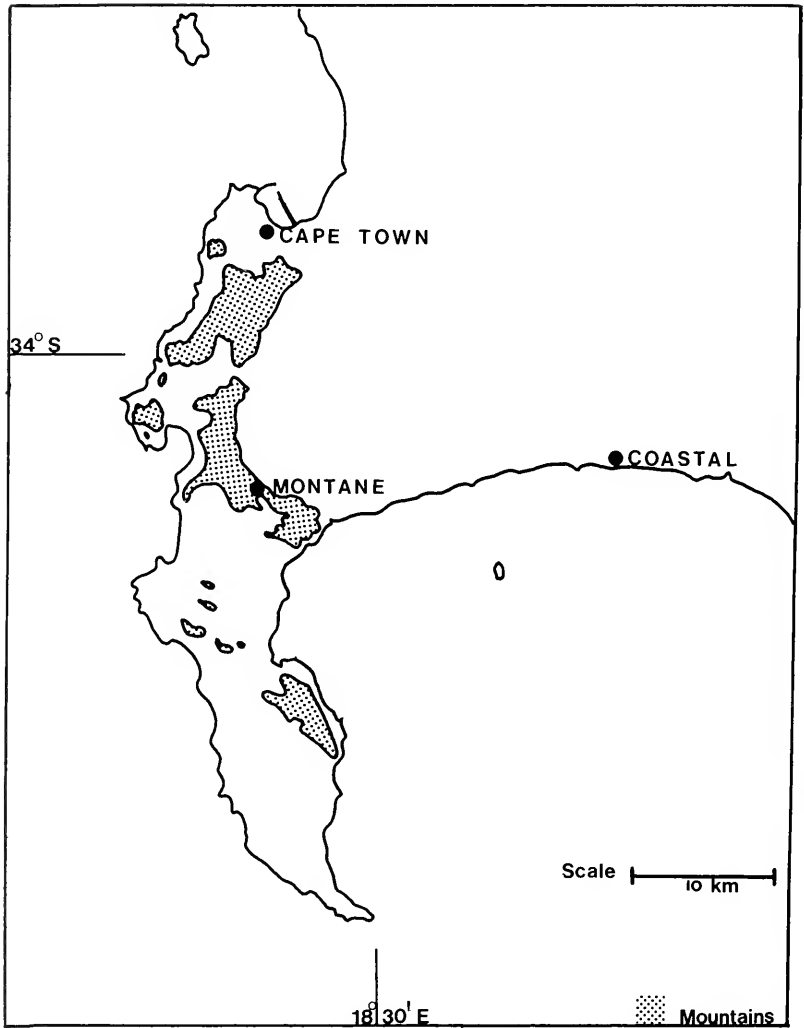 CAPE TOWN
34° S
COASTAL
MONTANE
Scale
10 km
18° 30' E
Mountains